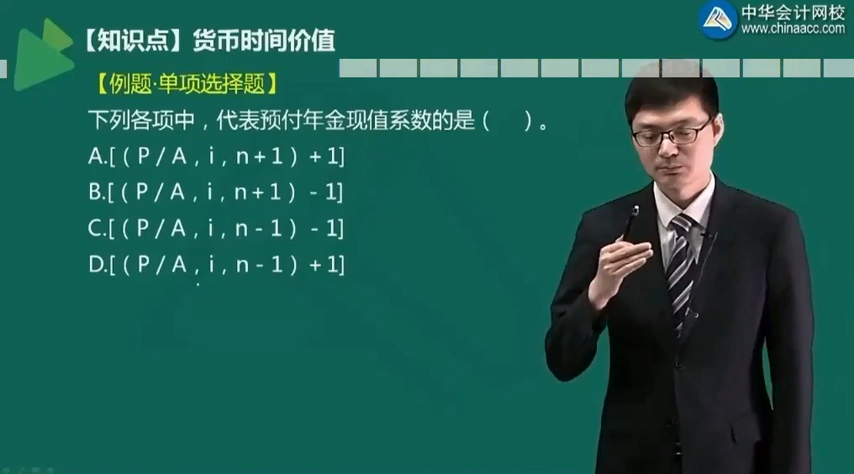 中华会计网校
www.chinaacc.com
【知识点】货币时间价值
【例题·单项选择题】
下列各项中，代表预付年金现值系数的是（ ）。
A.[（P/A，i，n+1）+1]
B.[（P/A，i，n+1）-1]
C.[（P/A，i，n-1）-1]
D.[（P/A，i，n-1）+1]